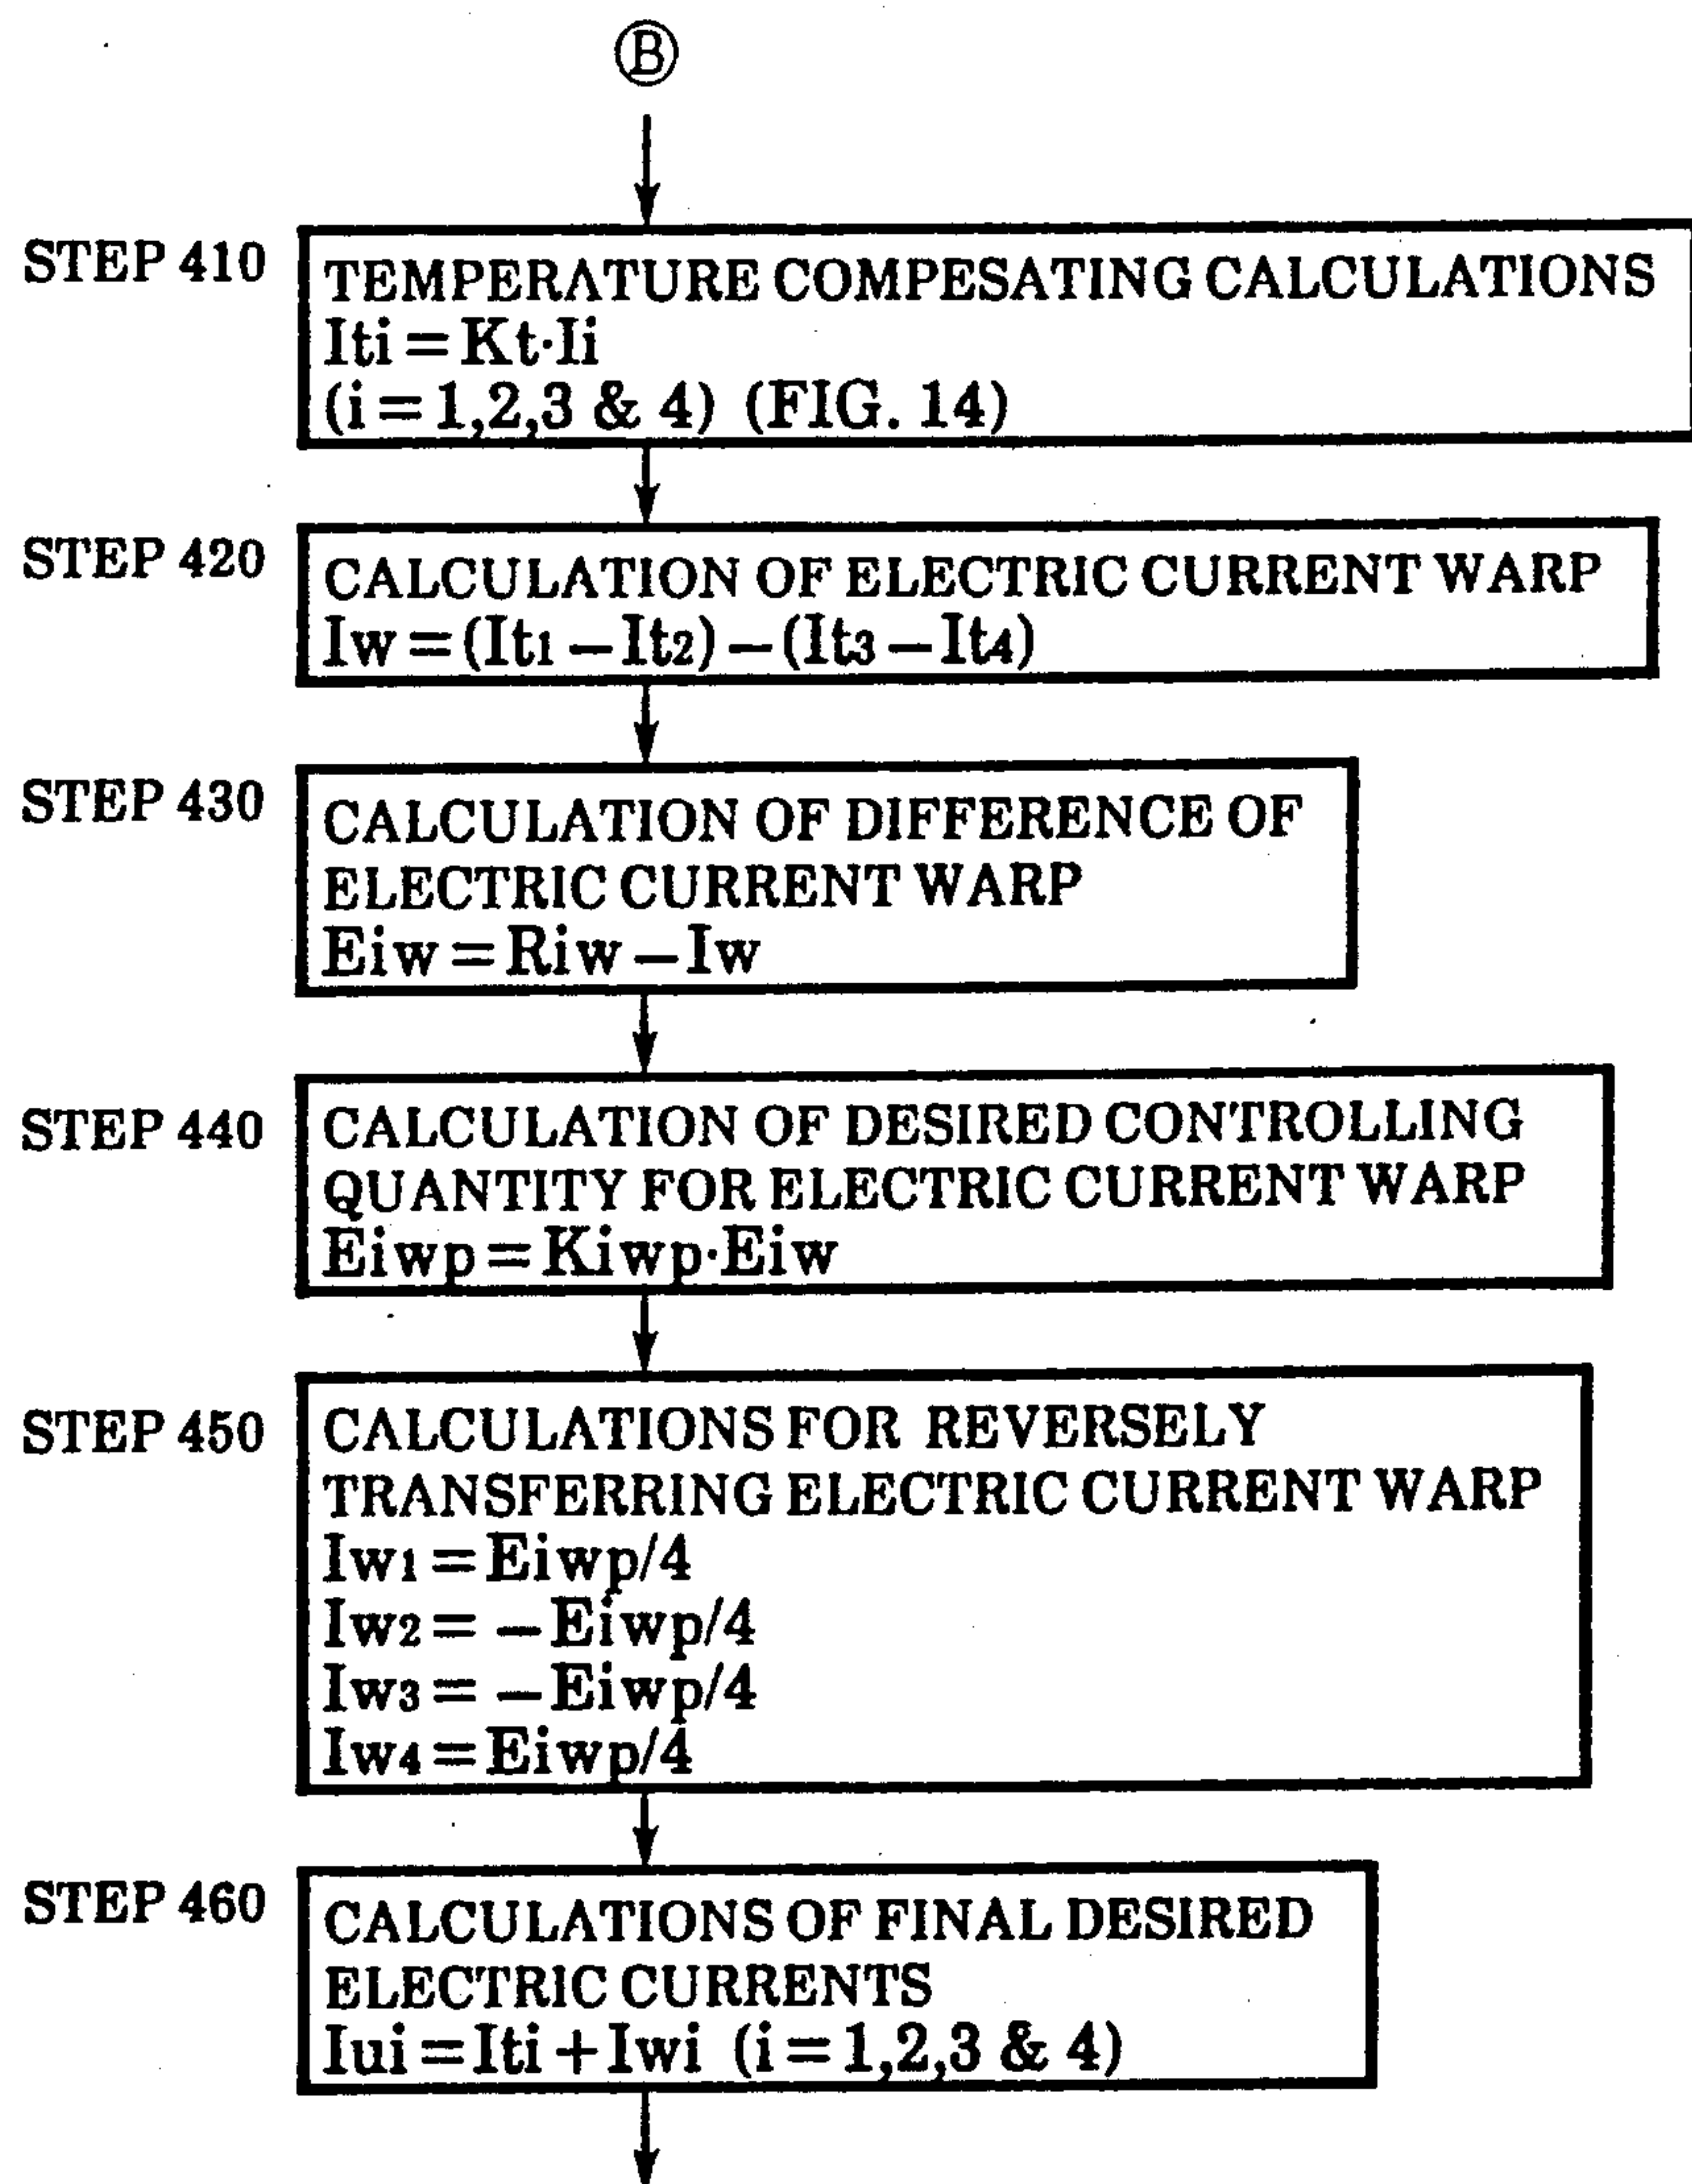 B
STEP 410
TEMPERATURE COMPESATING CALCULATIONS
Iti = Kt·Ii
(i = 1,2,3 & 4) (FIG. 14)
STEP 420
CALCULATION OF ELECTRIC CURRENT WARP
Iw = (It1 – It2) – (It3 – It4)
STEP 430
CALCULATION OF DIFFERENCE OF
ELECTRIC CURRENT WARP
Eiw = Riw – Iw
STEP 440
CALCULATION OF DESIRED CONTROLLING
QUANTITY FOR ELECTRIC CURRENT WARP
Eiwp = Kiwp·Eiw
STEP 450
CALCULATIONS FOR REVERSELY
TRANSFERRING ELECTRIC CURRENT WARP
Iw1 = Eiwp/4
Iw2 = –Eiwp/4
Iw3 = –Eiwp/4
Iw4 = Eiwp/4
STEP 460
CALCULATIONS OF FINAL DESIRED
ELECTRIC CURRENTS
Iui = Iti + Iwi (i = 1,2,3 & 4)